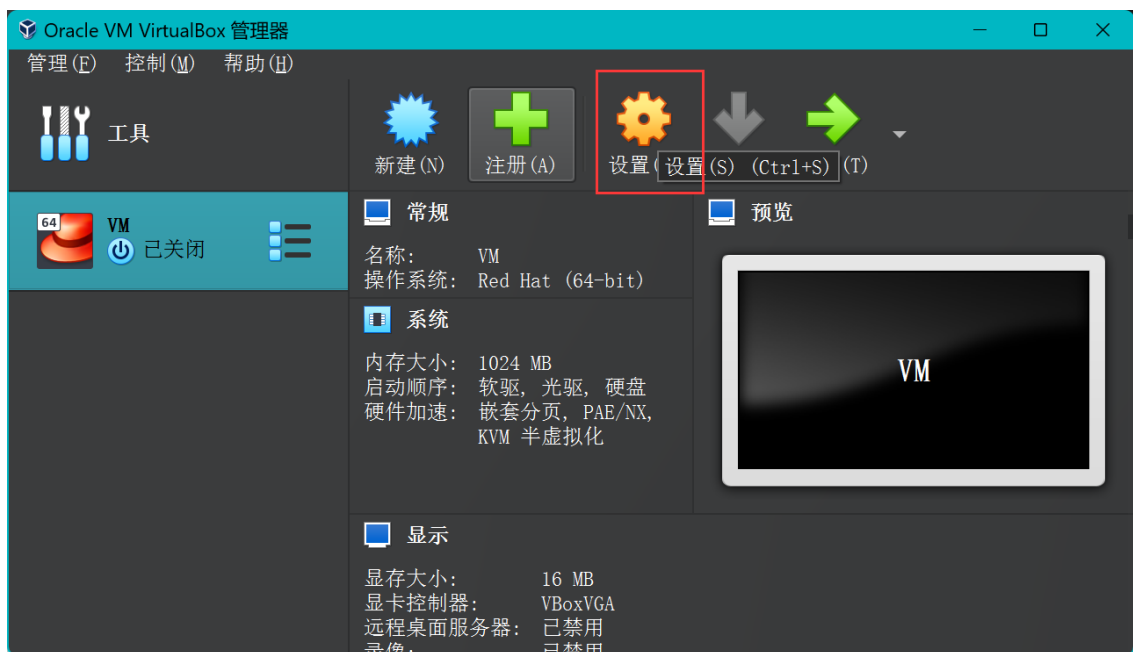 Oracle VM VirtualBox 管理器
管理(F) 控制(M) 帮助(H)
工具
新建(N) 注册(A) 设置( 设置(S) (Ctrl+S) (T)
64
VM
已关闭
常规
名称: VM
操作系统: Red Hat (64-bit)
系统
内存大小: 1024 MB
启动顺序: 软驱, 光驱, 硬盘
硬件加速: 嵌套分页, PAE/NX,
KVM 半虚拟化
预览
VM
显示
显存大小: 16 MB
显卡控制器: VBoxVGA
远程桌面服务器: 已禁用
录像: 已禁用